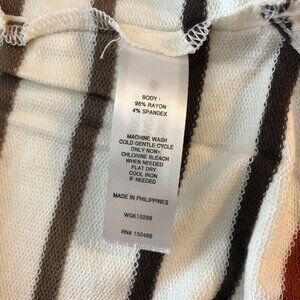 BODY :
96% RAYON
4% SPANDEX
MACHINE WASH
COLD GENTLE CYCLE
ONLY NON-
CHLORINE BLEACH
WHEN NEEDED
FLAT DRY
COOL IRON
IF NEEDED
MADE IN PHILIPPINES
WGK10299
RN# 150486